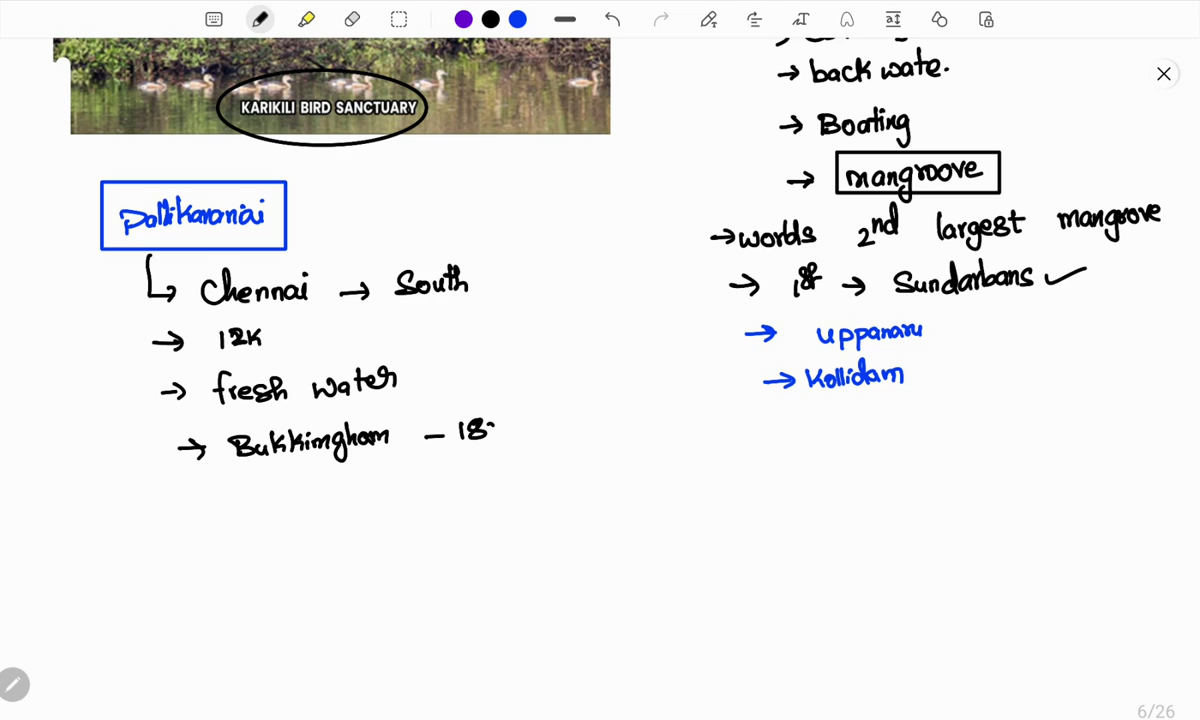 KARIKILI BIRD SANCTUARY
Pallikaranai
↳ Chennai → South
→ 12K
→ fresh water
→ Bukkingham - 18
→ back wate.
→ Boating
→ mangroove
→ words 2nd largest mangrove
→ 1st → Sundarbans ✓
→ uppanaru
→ Kollidam
6/26